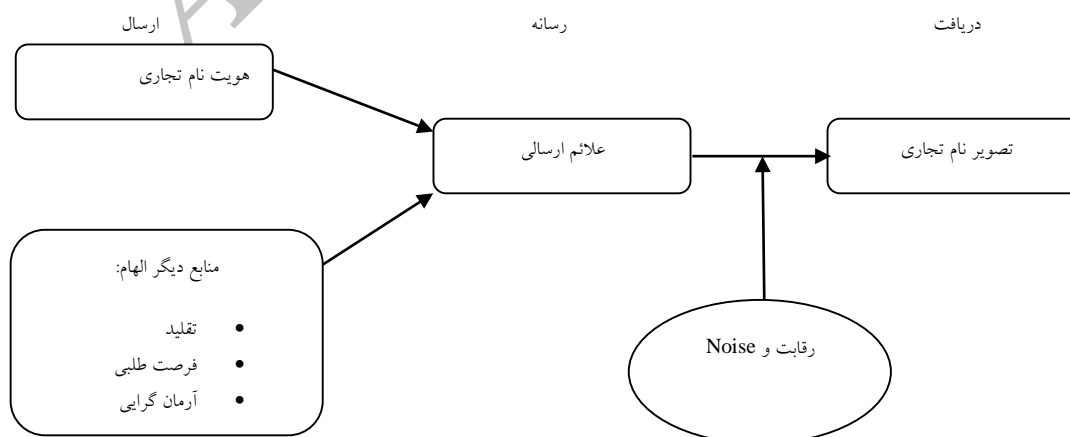 ارسال
رسانه
دریافت
هویت نام تجاری
علائم ارسالی
تصویر نام تجاری
منابع دیگر الهام:
• تقلید
• فرصت طلبی
• آرمان گرایی
رقابت و Noise